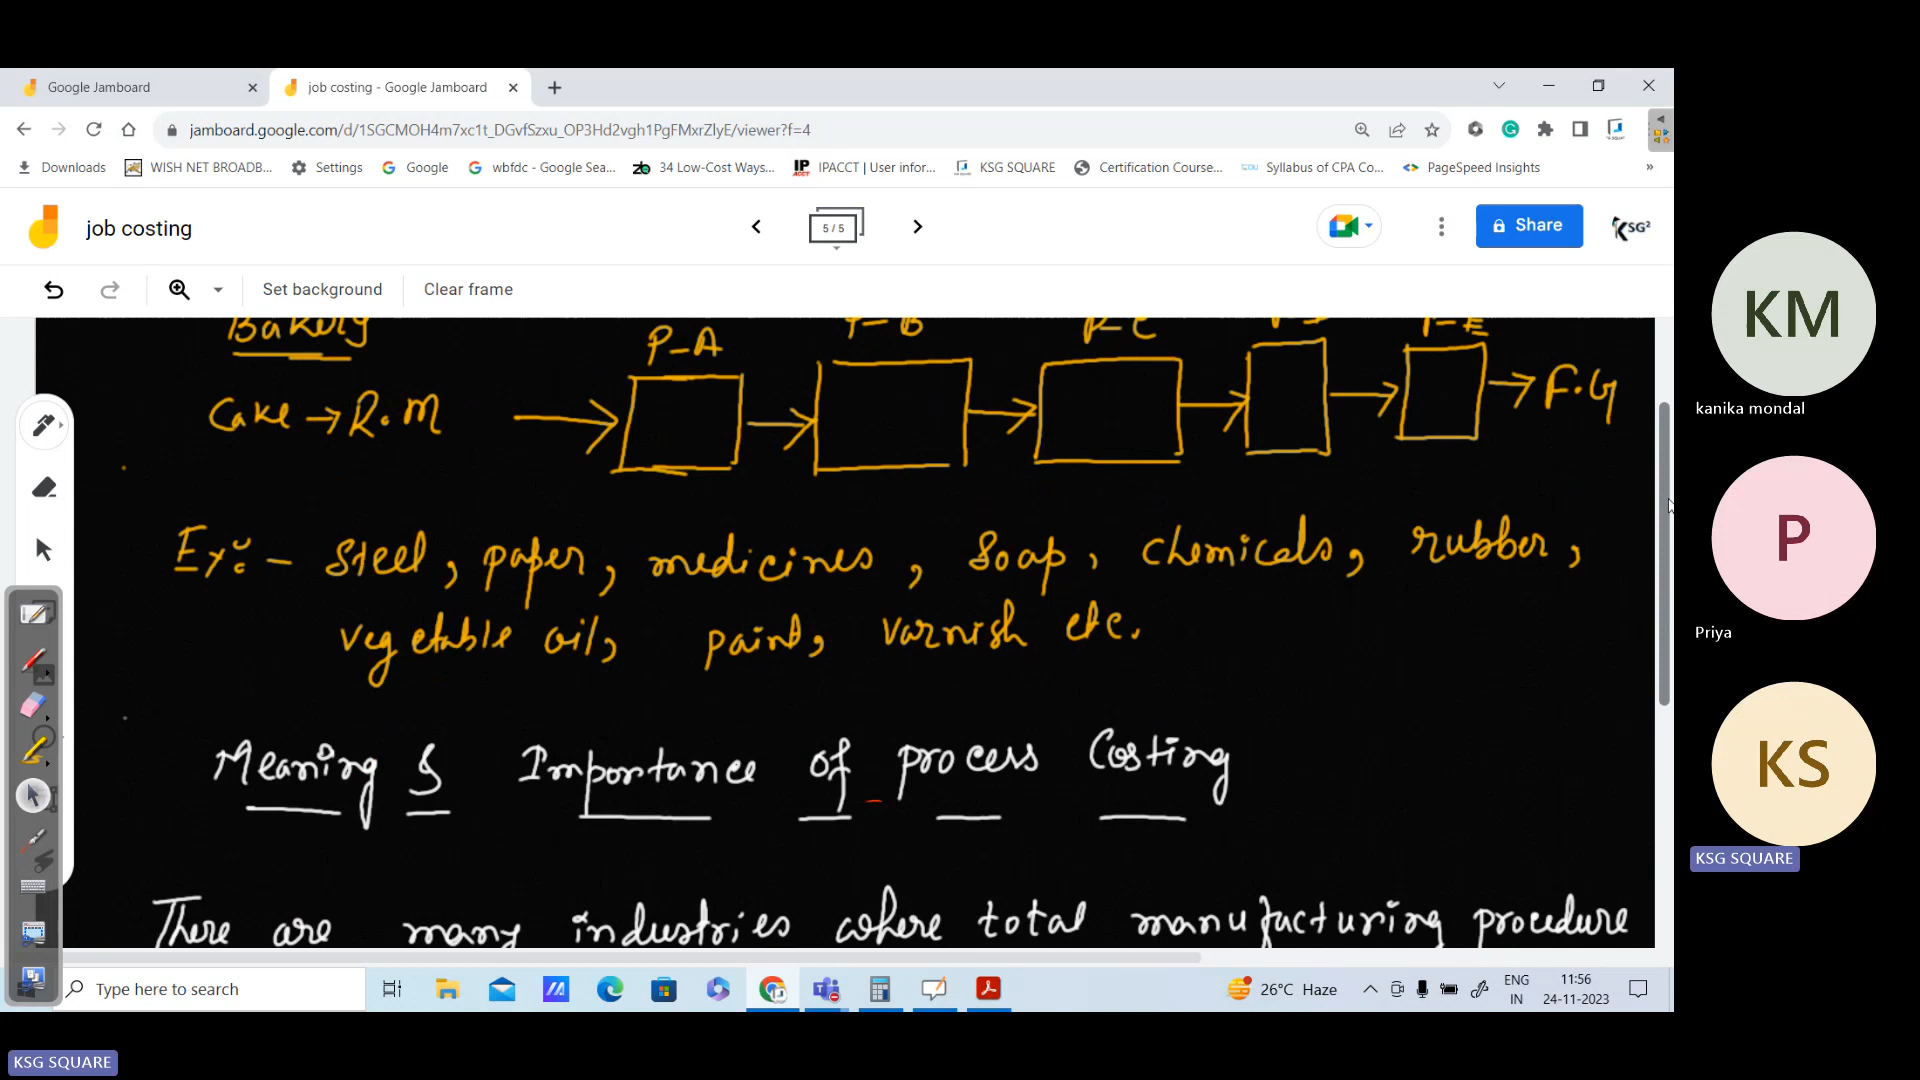 Google Jamboard
job costing - Google Jamboard
jamboard.google.com/d/1SGCMOH4m7xc1t_DGvfSzxu_OP3Hd2vgh1PgFMxrZlyE/viewer?f=4
Downloads WISH NET BROADB... Settings Google wbfdc - Google Sea... 34 Low-Cost Ways... IPACCT | User infor... KSG SQUARE Certification Course... Syllabus of CPA Co... PageSpeed Insights »
job costing
5 / 5
Share
KSG²
Set background Clear frame
Bakery P-A P-B P-C P-E
Cake → R.M F.G
Ex:- Steel, paper, medicines, Soap, chemicals, rubber,
vegetable oil, paint, varnish etc.
Meaning & Importance of process Costing
There are many industries where total manufacturing procedure
Type here to search
26°C Haze
ENG
IN
11:56
24-11-2023
KM
kanika mondal
P
Priya
KS
KSG SQUARE
KSG SQUARE